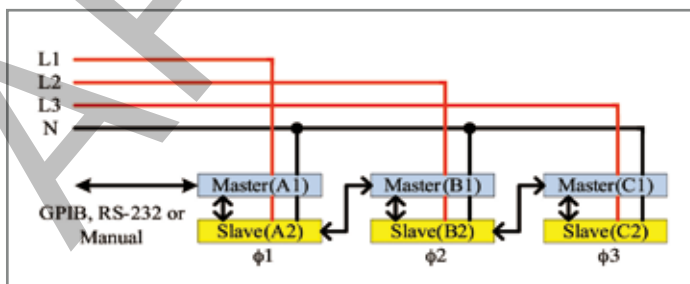 L1
L2
L3
N
Master(A1) Master(B1) Master(C1)
GPIB, RS-232 or
Manual
Slave(A2) Slave(B2) Slave(C2)
ϕ1 ϕ2 ϕ3